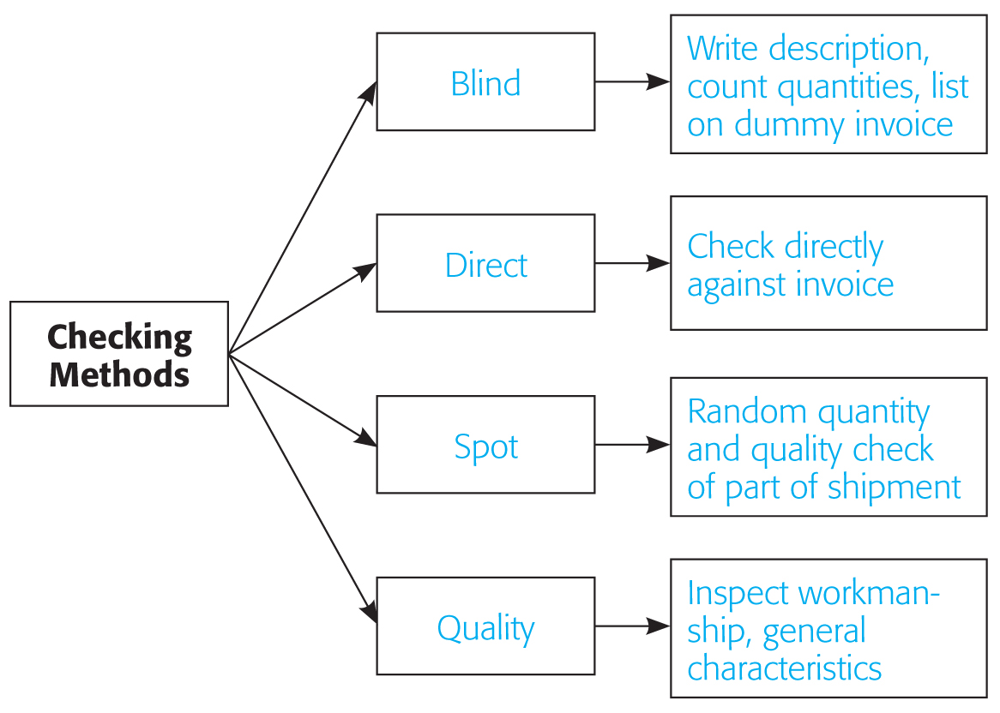 Checking
Methods
Blind
Write description,
count quantities, list
on dummy invoice
Direct
Check directly
against invoice
Spot
Random quantity
and quality check
of part of shipment
Quality
Inspect workman-
ship, general
characteristics